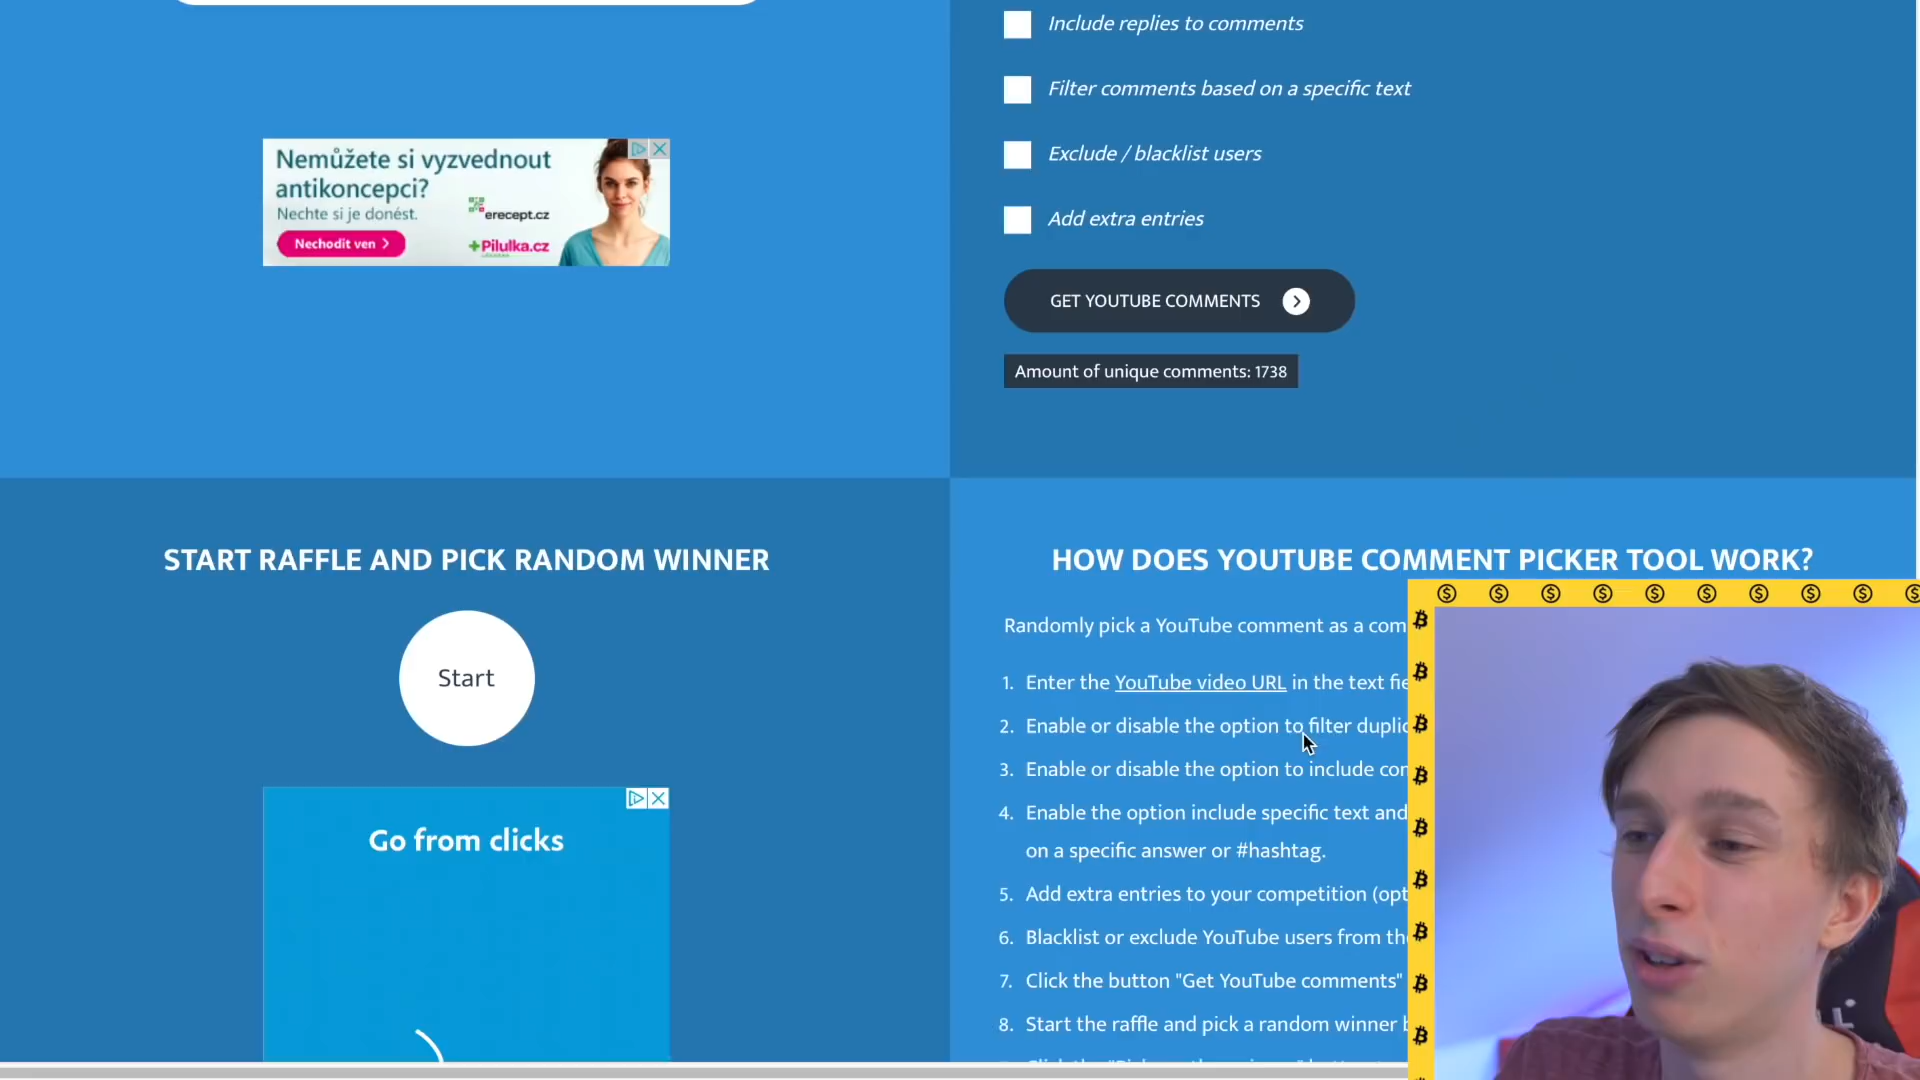 Include replies to comments
Filter comments based on a specific text
Exclude / blacklist users
Add extra entries
GET YOUTUBE COMMENTS
Amount of unique comments: 1738
Nemůžete si vyzvednout
antikoncepci?
Nechte si je donést.
erecept.cz
Nechodit ven
Pilulka.cz
START RAFFLE AND PICK RANDOM WINNER
Start
Go from clicks
HOW DOES YOUTUBE COMMENT PICKER TOOL WORK?
Randomly pick a YouTube comment as a com
1. Enter the YouTube video URL in the text fie
2. Enable or disable the option to filter duplic
3. Enable or disable the option to include con
4. Enable the option include specific text and
on a specific answer or #hashtag.
5. Add extra entries to your competition (opt
6. Blacklist or exclude YouTube users from the
7. Click the button "Get YouTube comments"
8. Start the raffle and pick a random winner b